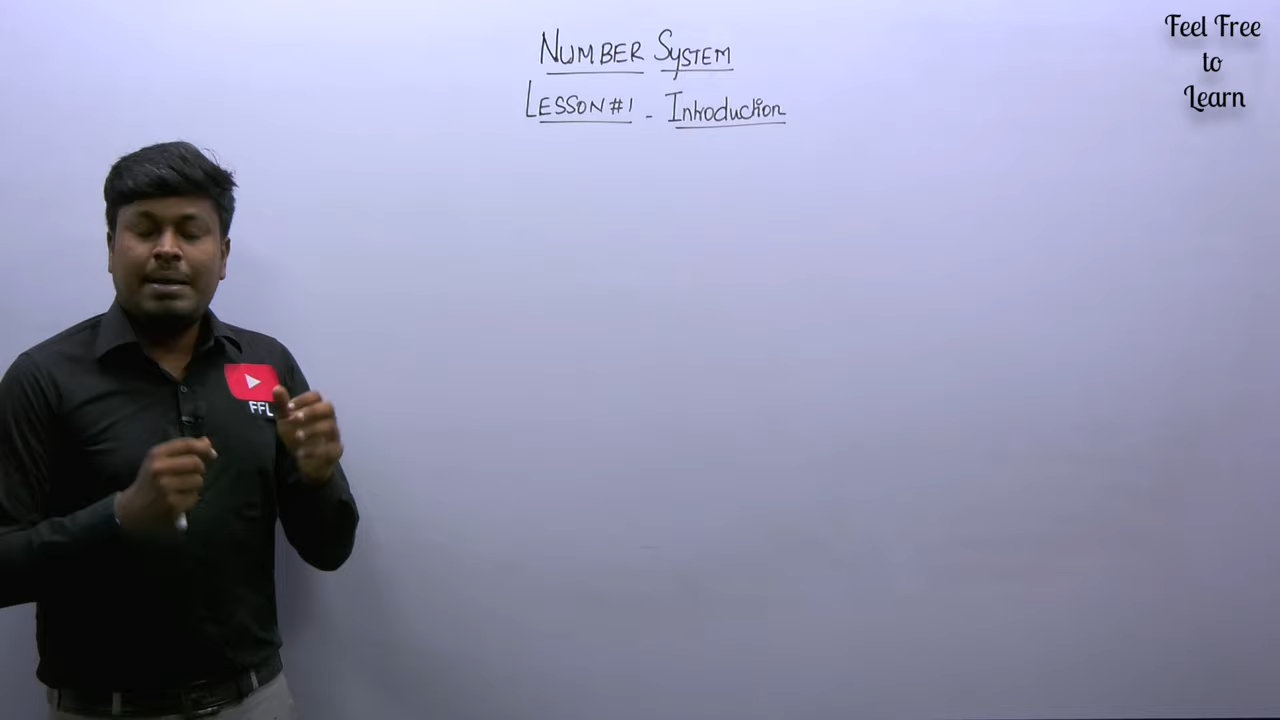 NUMBER SYSTEM
LESSON #1 - Introduction
Feel Free
to
Learn
FFL